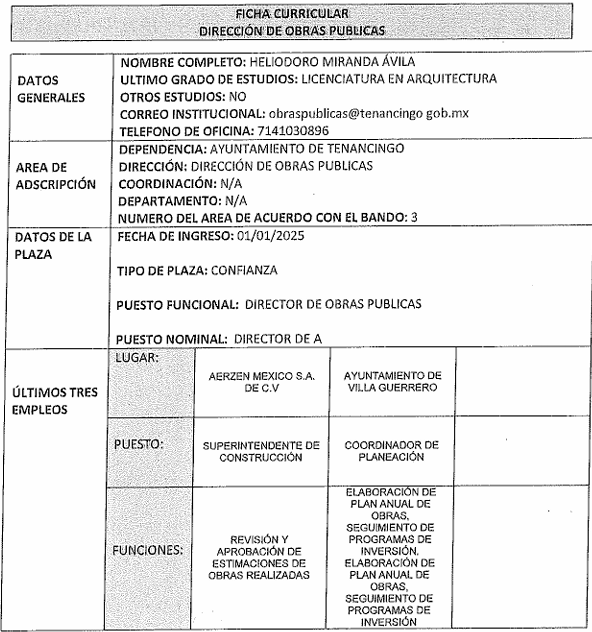 FICHA CURRICULAR
DIRECCIÓN DE OBRAS PUBLICAS
DATOS GENERALES
NOMBRE COMPLETO: HELIODORO MIRANDA ÁVILA
ULTIMO GRADO DE ESTUDIOS: LICENCIATURA EN ARQUITECTURA
OTROS ESTUDIOS: NO
CORREO INSTITUCIONAL: obraspublicas@tenancingo gob.mx
TELEFONO DE OFICINA: 7141030896
AREA DE ADSCRIPCIÓN
DEPENDENCIA: AYUNTAMIENTO DE TENANCINGO
DIRECCIÓN: DIRECCIÓN DE OBRAS PUBLICAS
COORDINACIÓN: N/A
DEPARTAMENTO: N/A
NUMERO DEL AREA DE ACUERDO CON EL BANDO: 3
DATOS DE LA PLAZA
FECHA DE INGRESO: 01/01/2025
TIPO DE PLAZA: CONFIANZA
PUESTO FUNCIONAL: DIRECTOR DE OBRAS PUBLICAS
PUESTO NOMINAL: DIRECTOR DE A
ÚLTIMOS TRES EMPLEOS
LUGAR:
AERZEN MEXICO S.A.
DE C.V
AYUNTAMIENTO DE
VILLA GUERRERO
PUESTO:
SUPERINTENDENTE DE
CONSTRUCCIÓN
COORDINADOR DE
PLANEACIÓN
FUNCIONES:
REVISIÓN Y
APROBACIÓN DE
ESTIMACIONES DE
OBRAS REALIZADAS
ELABORACIÓN DE
PLAN ANUAL DE
OBRAS,
SEGUIMIENTO DE
PROGRAMAS DE
INVERSIÓN.
ELABORACIÓN DE
PLAN ANUAL DE
OBRAS,
SEGUIMIENTO DE
PROGRAMAS DE
INVERSIÓN